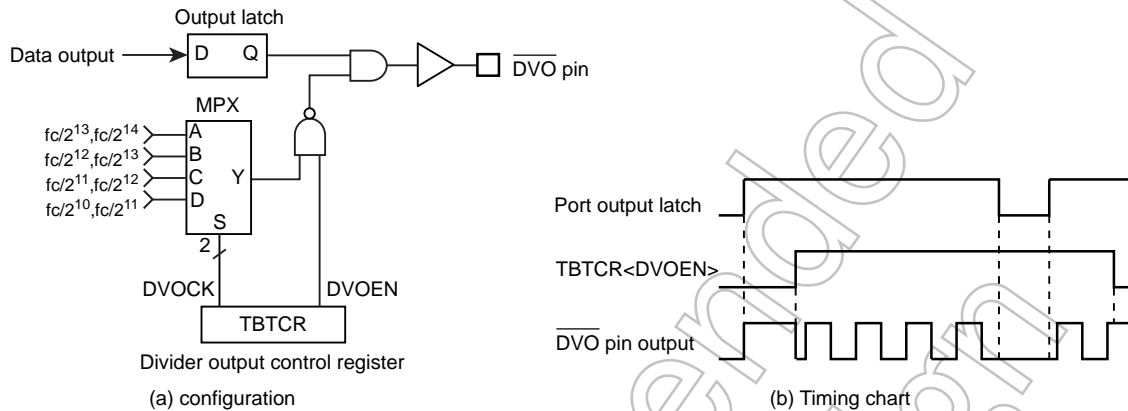 Output latch
Data output
D Q
DVO pin
MPX
fc/2^13,fc/2^14
A
fc/2^12,fc/2^13
B
fc/2^11,fc/2^12
C
Y
fc/2^10,fc/2^11
D
S
2
DVOCK
DVOEN
TBTCR
Divider output control register
(a) configuration
Port output latch
TBTCR<DVOEN>
DVO pin output
(b) Timing chart